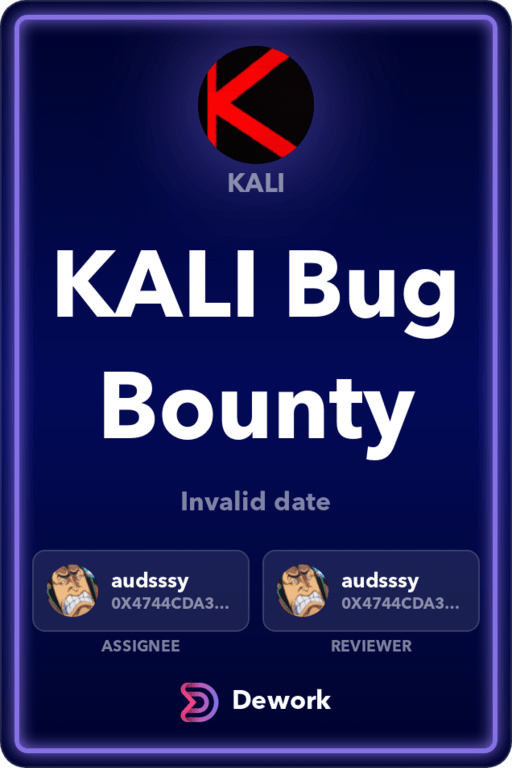 KALI
KALI Bug
Bounty
Invalid date
audsssy
0X4744CDA3...
ASSIGNEE
audsssy
0X4744CDA3...
REVIEWER
Dework